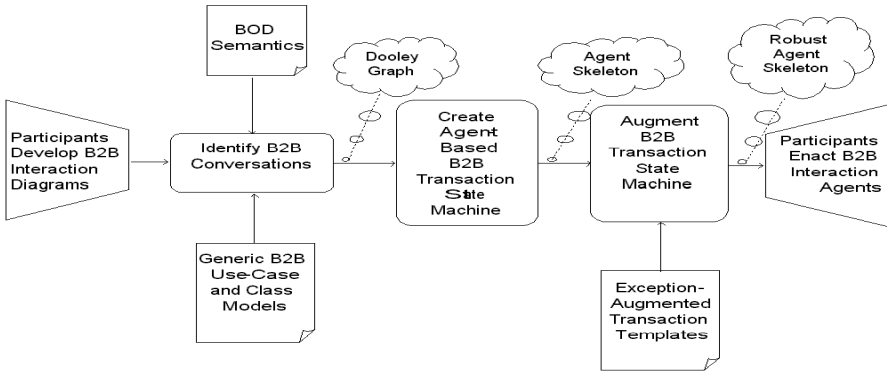 BOD
Semantics
Dooley
Graph
Agent
Skeleton
Robust
Agent
Skeleton
Participants
Develop B2B
Interaction
Diagrams
Identify B2B
Conversations
Create
Agent-
Based
B2B
Transaction
State
Machine
Augment
B2B
Transaction
State
Machine
Participants
Enact B2B
Interaction
Agents
Generic B2B
Use-Case
and Class
Models
Exception-
Augmented
Transaction
Templates